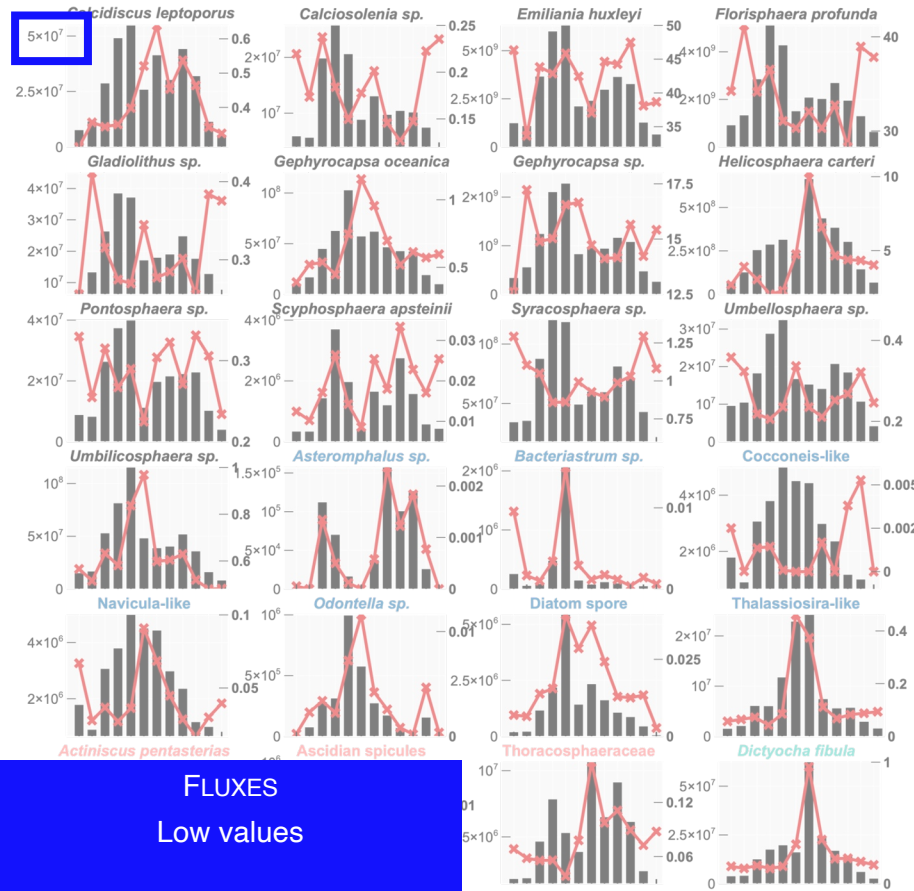 Calcidiscus leptoporus Calciosolenia sp. Emiliania huxleyi Florisphaera profunda
5×10⁷ 0.6 2×10⁷ 0.25 5×10⁹ 50 4×10⁹ 40
0.5 0.2 45
2.5×10⁷ 0.4 10⁷ 0.15 2.5×10⁹ 40 2×10⁹
35 30
0 0 0
Gladiolithus sp. Gephyrocapsa oceanica Gephyrocapsa sp. Helicosphaera carteri
4×10⁷ 0.4 10⁸ 1 2×10⁹ 17.5 5×10⁸ 10
3×10⁷
2×10⁷ 0.3 5×10⁷ 0.5 10⁹ 15 2.5×10⁸ 5
10⁷ 0 0 12.5 0
Pontosphaera sp. Scyphosphaera apsteinii Syracosphaera sp. Umbellosphaera sp.
4×10⁷ 4×10⁶ 0.03 10⁸ 1.25 3×10⁷ 0.4
0.3
2×10⁷ 2×10⁶ 0.02 1 2×10⁷
5×10⁷ 0.75 10⁷ 0.2
0 0.2 0 0.01 0
Umbilicosphaera sp. Asteromphalus sp. Bacteriastrum sp. Cocconeis-like
10⁸ 1 1.5×10⁵ 0.002 2×10⁶ 0.01 4×10⁶ 0.005
0.8 10⁵
5×10⁷ 0.6 5×10⁴ 0.001 10⁶ 2×10⁶ 0.002
0 0 0 0 0 0
Navicula-like Odontella sp. Diatom spore Thalassiosira-like
4×10⁶ 0.1 10⁶ 0.01 5×10⁶ 2×10⁷ 0.4
0.05 5×10⁵ 2.5×10⁶ 0.025 10⁷ 0.2
2×10⁶ 0 0 0 0 0 0
Actiniscus pentasterias Ascidian spicules Thoracosphaeraceae Dictyocha fibula
FLUXES
Low values
10⁷ 0.12 5×10⁷ 1
5×10⁶ 0.06 2.5×10⁷
0 0